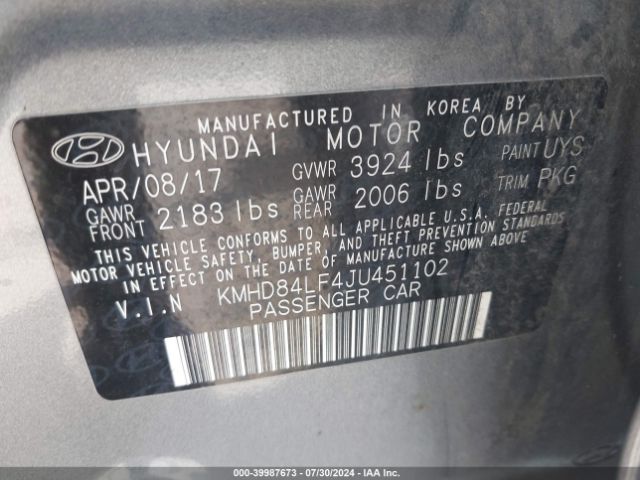 MANUFACTURED IN KOREA BY
HYUNDAI MOTOR COMPANY
APR/08/17 GVWR 3924 lbs PAINT UYS
GAWR FRONT 2183 lbs GAWR REAR 2006 lbs TRIM PKG
THIS VEHICLE CONFORMS TO ALL APPLICABLE U.S.A. FEDERAL
MOTOR VEHICLE SAFETY, BUMPER, AND THEFT PREVENTION STANDARDS
IN EFFECT ON THE DATE OF MANUFACTURE SHOWN ABOVE
V.I.N KMHD84LF4JU451102
PASSENGER CAR
000-39987673 / 07/30/2024 - IAA Inc.